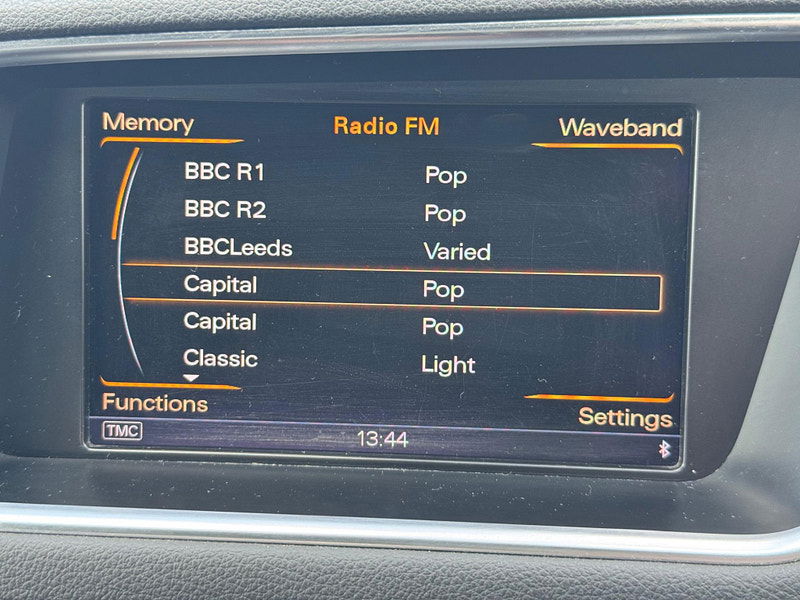 Memory Radio FM Waveband
BBC R1 Pop
BBC R2 Pop
BBCLeeds Varied
Capital Pop
Capital Pop
Classic Light
Functions Settings
TMC 13:44